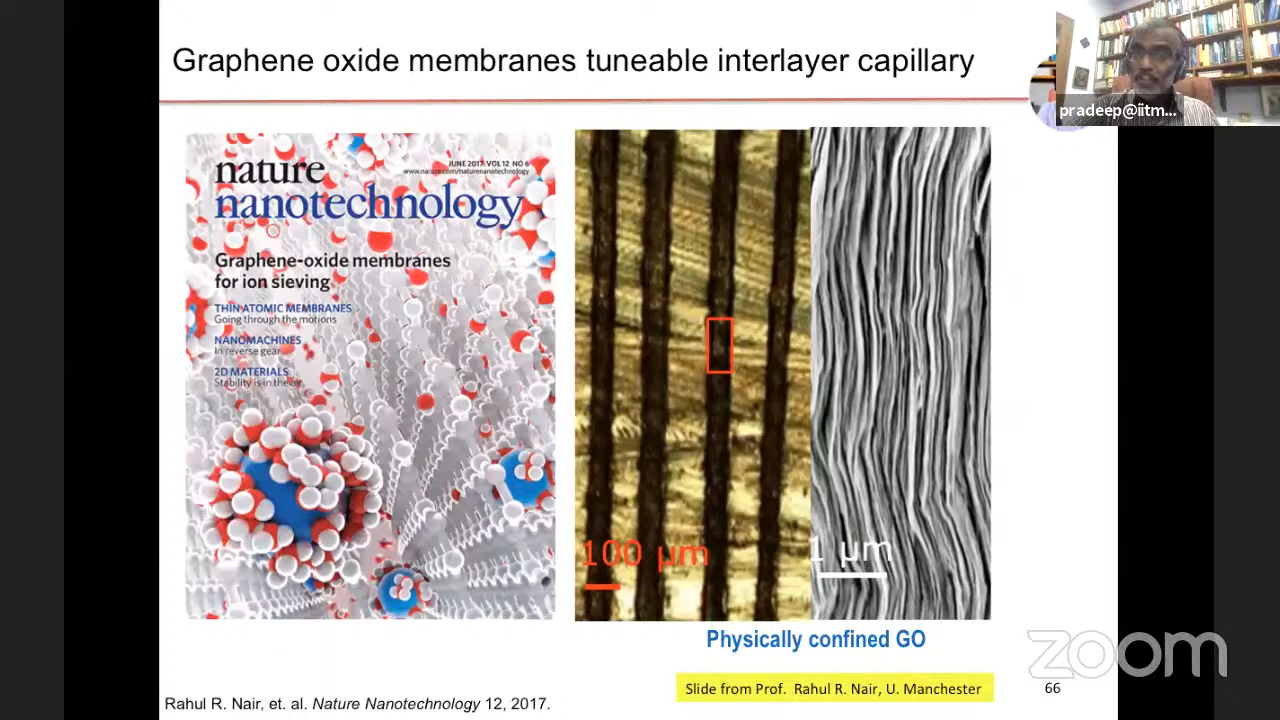 Graphene oxide membranes tuneable interlayer capillary
pradeep@iitm...
nature
JUNE 2017 VOL 12 NO 6
www.nature.com/naturenanotechnology
nanotechnology
Graphene-oxide membranes
for ion sieving
THIN ATOMIC MEMBRANES
Going through the motions
NANOMACHINES
In reverse gear
2D MATERIALS
Stability is in the air
100 µm
1 µm
Physically confined GO
zoom
Slide from Prof. Rahul R. Nair, U. Manchester
66
Rahul R. Nair, et. al. Nature Nanotechnology 12, 2017.